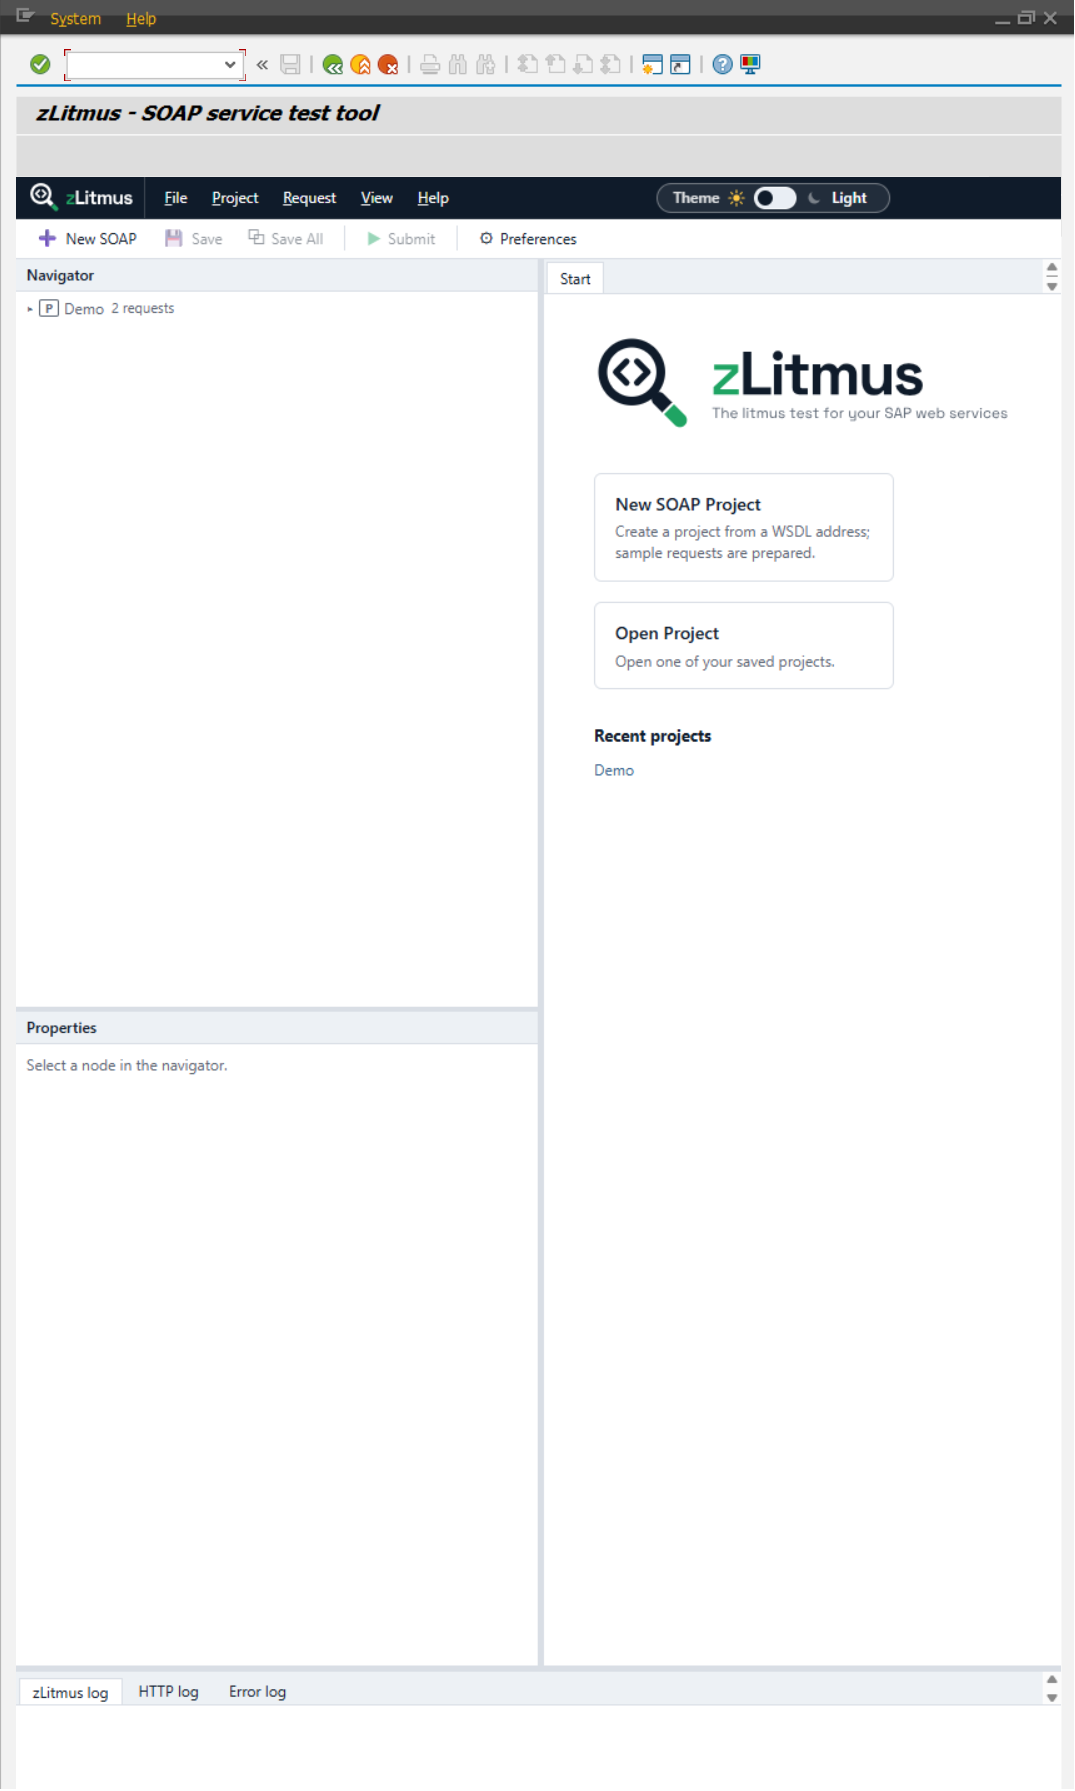 System Help
zLitmus - SOAP service test tool
zLitmus File Project Request View Help Theme Light
New SOAP Save Save All Submit Preferences
Navigator
P Demo 2 requests
Start
zLitmus
The litmus test for your SAP web services
New SOAP Project
Create a project from a WSDL address;
sample requests are prepared.
Open Project
Open one of your saved projects.
Recent projects
Demo
Properties
Select a node in the navigator.
zLitmus log HTTP log Error log